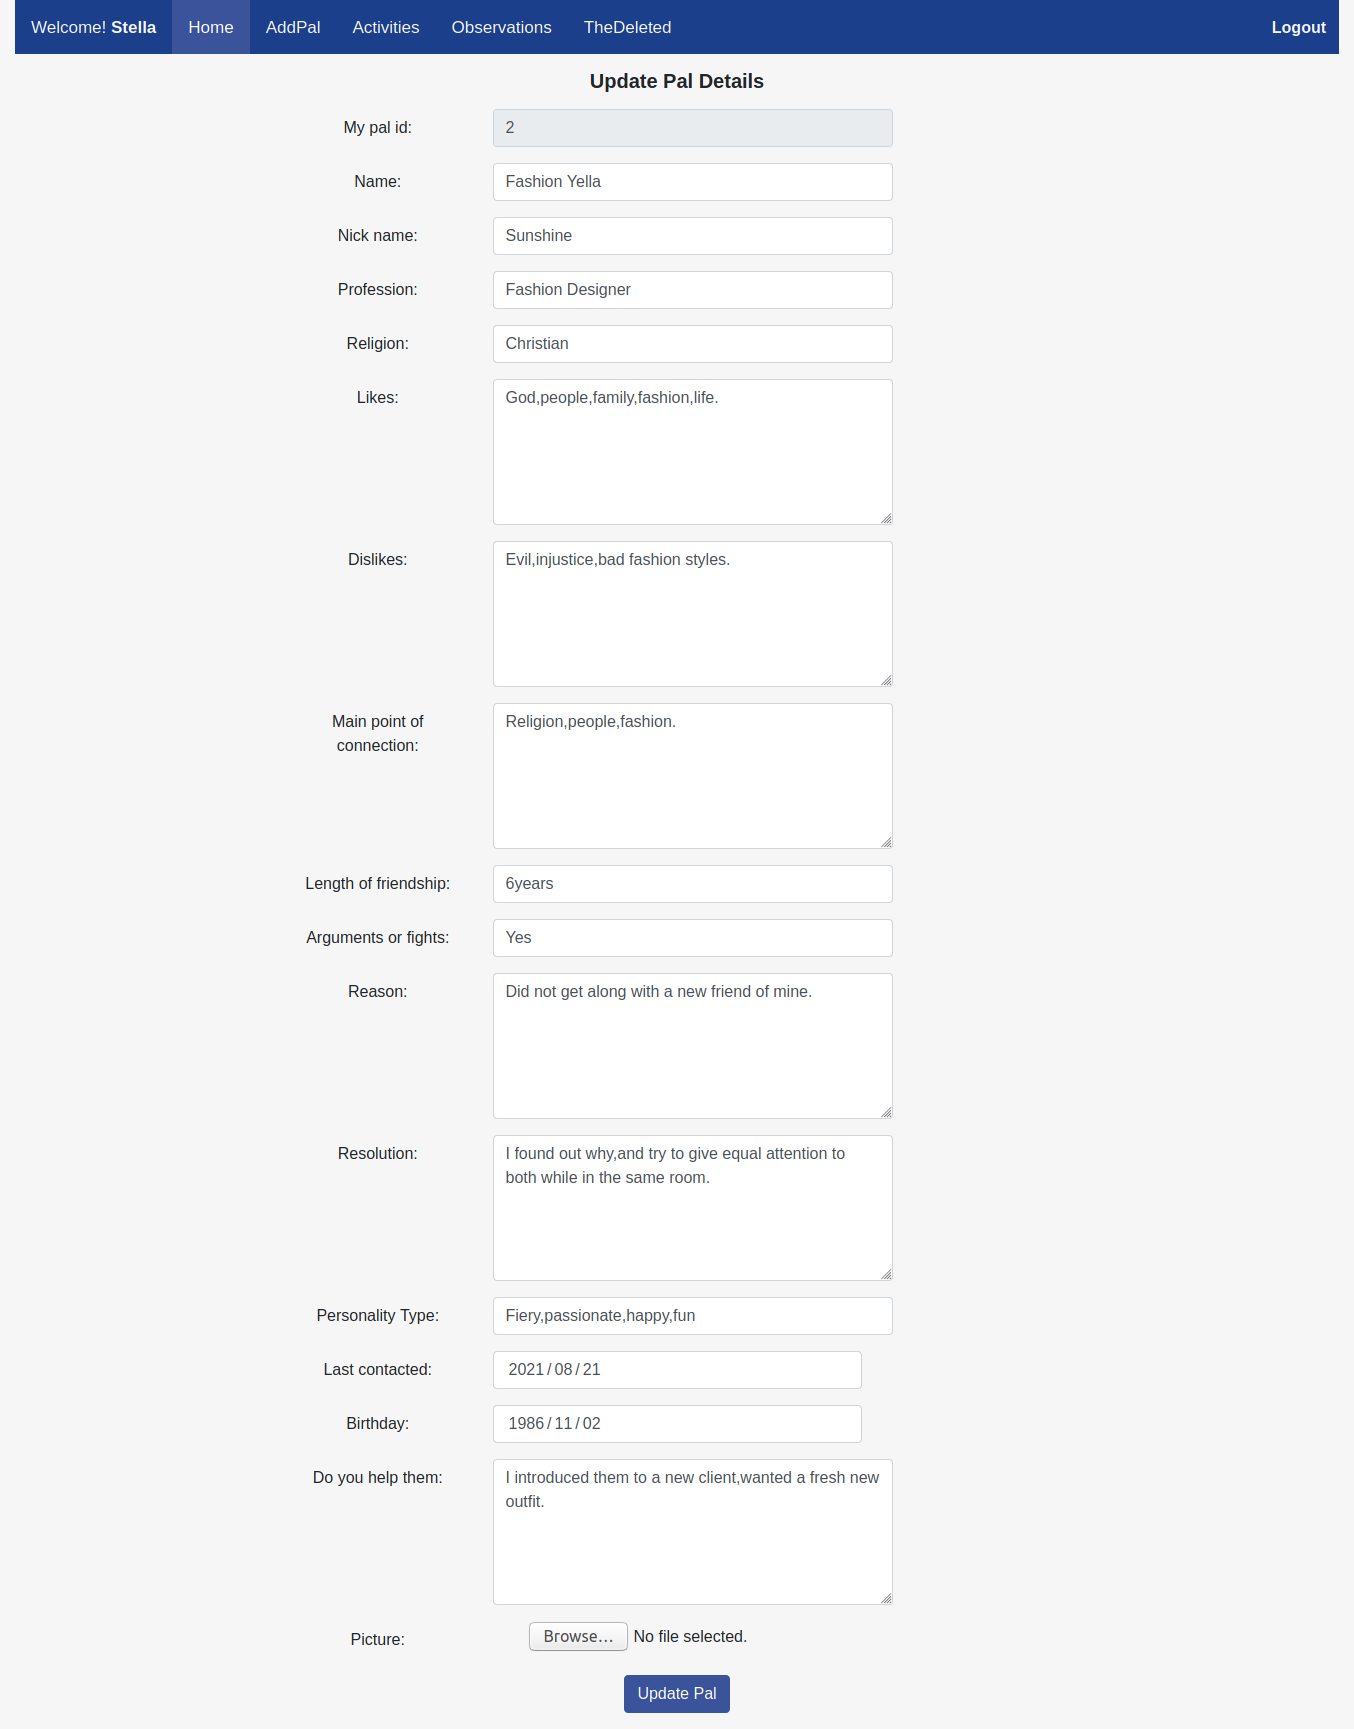 Welcome! Stella Home AddPal Activities Observations TheDeleted Logout
Update Pal Details
My pal id: 2
Name: Fashion Yella
Nick name: Sunshine
Profession: Fashion Designer
Religion: Christian
Likes: God,people,family,fashion,life.
Dislikes: Evil,injustice,bad fashion styles.
Main point of connection: Religion,people,fashion.
Length of friendship: 6years
Arguments or fights: Yes
Reason: Did not get along with a new friend of mine.
Resolution: I found out why,and try to give equal attention to
both while in the same room.
Personality Type: Fiery,passionate,happy,fun
Last contacted: 2021/08/21
Birthday: 1986/11/02
Do you help them: I introduced them to a new client,wanted a fresh new
outfit.
Picture: Browse... No file selected.
Update Pal